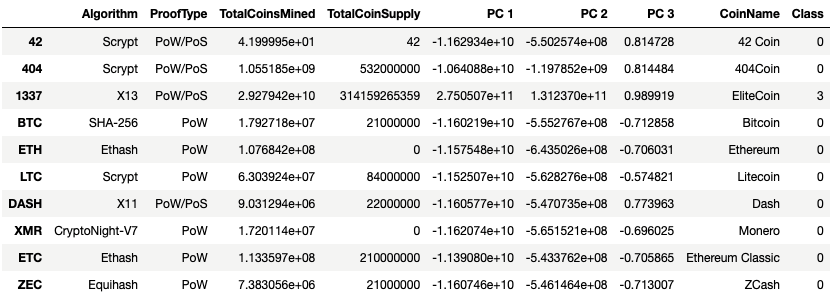 Algorithm ProofType TotalCoinsMined TotalCoinSupply PC 1 PC 2 PC 3 CoinName Class
42 Scrypt PoW/PoS 4.199995e+01 42 -1.162934e+10 -5.502574e+08 0.814728 42 Coin 0
404 Scrypt PoW/PoS 1.055185e+09 532000000 -1.064088e+10 -1.197852e+09 0.814484 404Coin 0
1337 X13 PoW/PoS 2.927942e+10 314159265359 2.750507e+11 1.312370e+11 0.989919 EliteCoin 3
BTC SHA-256 PoW 1.792718e+07 21000000 -1.160219e+10 -5.552767e+08 -0.712858 Bitcoin 0
ETH Ethash PoW 1.076842e+08 0 -1.157548e+10 -6.435026e+08 -0.706031 Ethereum 0
LTC Scrypt PoW 6.303924e+07 84000000 -1.152507e+10 -5.628276e+08 -0.574821 Litecoin 0
DASH X11 PoW/PoS 9.031294e+06 22000000 -1.160577e+10 -5.470735e+08 0.773963 Dash 0
XMR CryptoNight-V7 PoW 1.720114e+07 0 -1.162074e+10 -5.651521e+08 -0.696025 Monero 0
ETC Ethash PoW 1.133597e+08 210000000 -1.139080e+10 -5.433762e+08 -0.705865 Ethereum Classic 0
ZEC Equihash PoW 7.383056e+06 21000000 -1.160746e+10 -5.461464e+08 -0.713007 ZCash 0